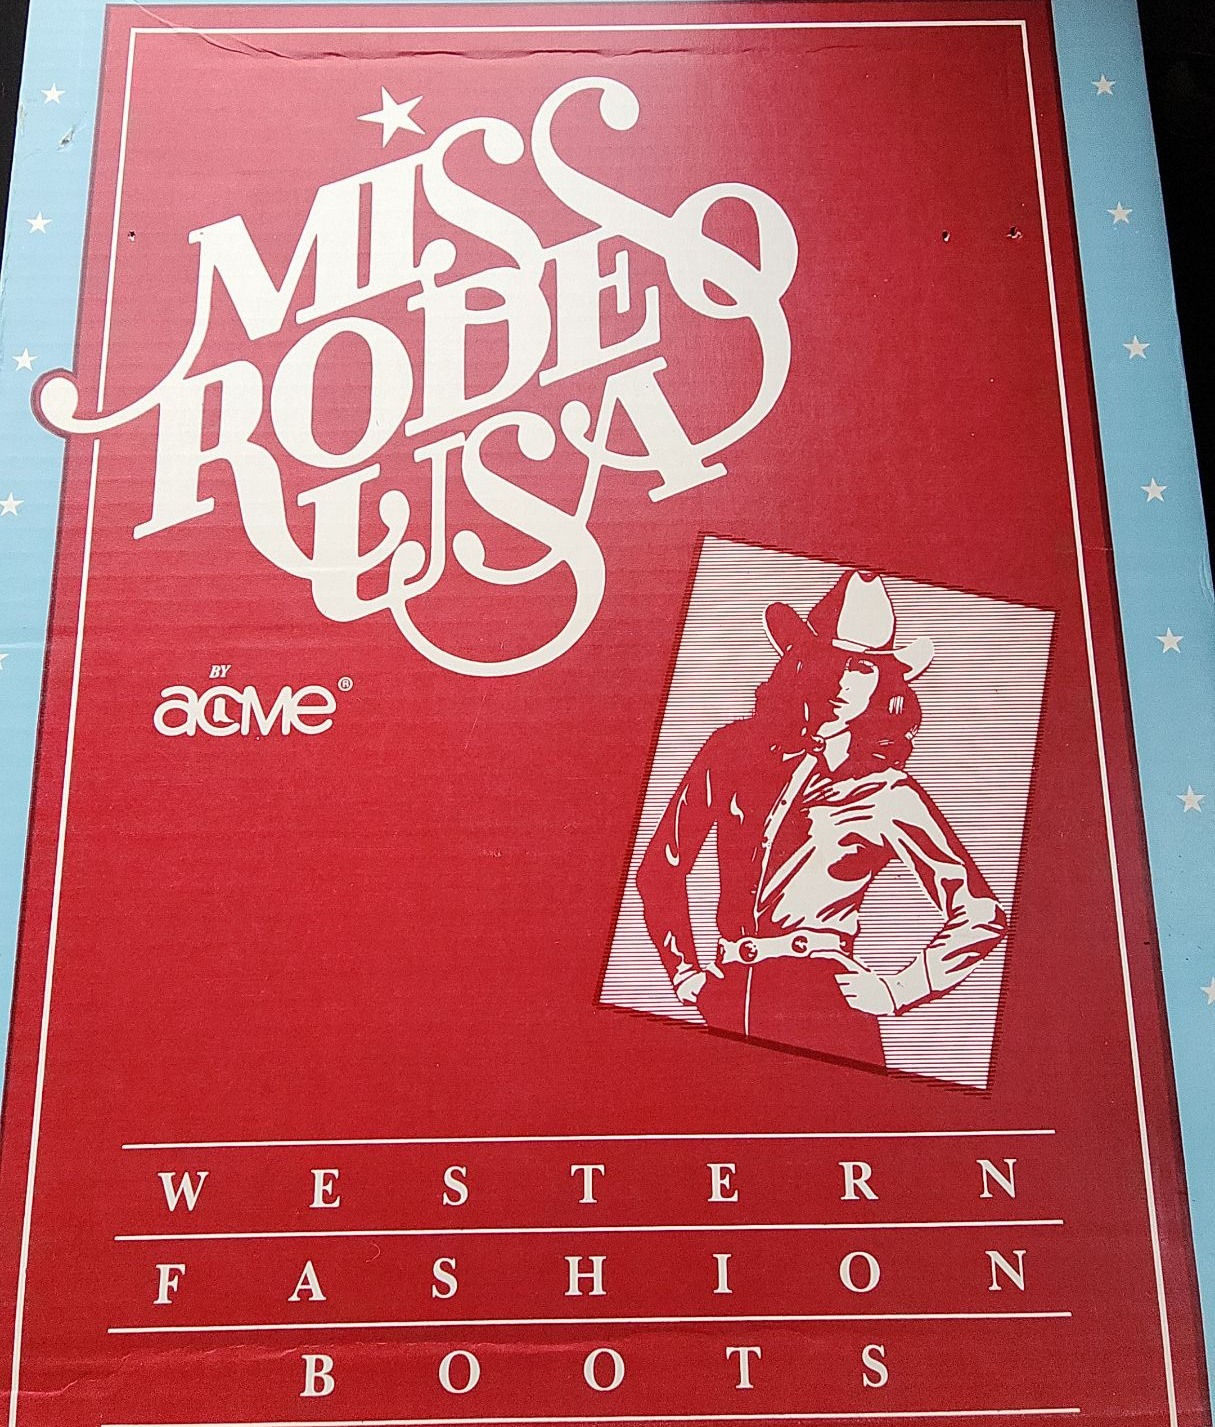 MISS
RODEO
USA
BY
acme®
WESTERN
FASHION
BOOTS